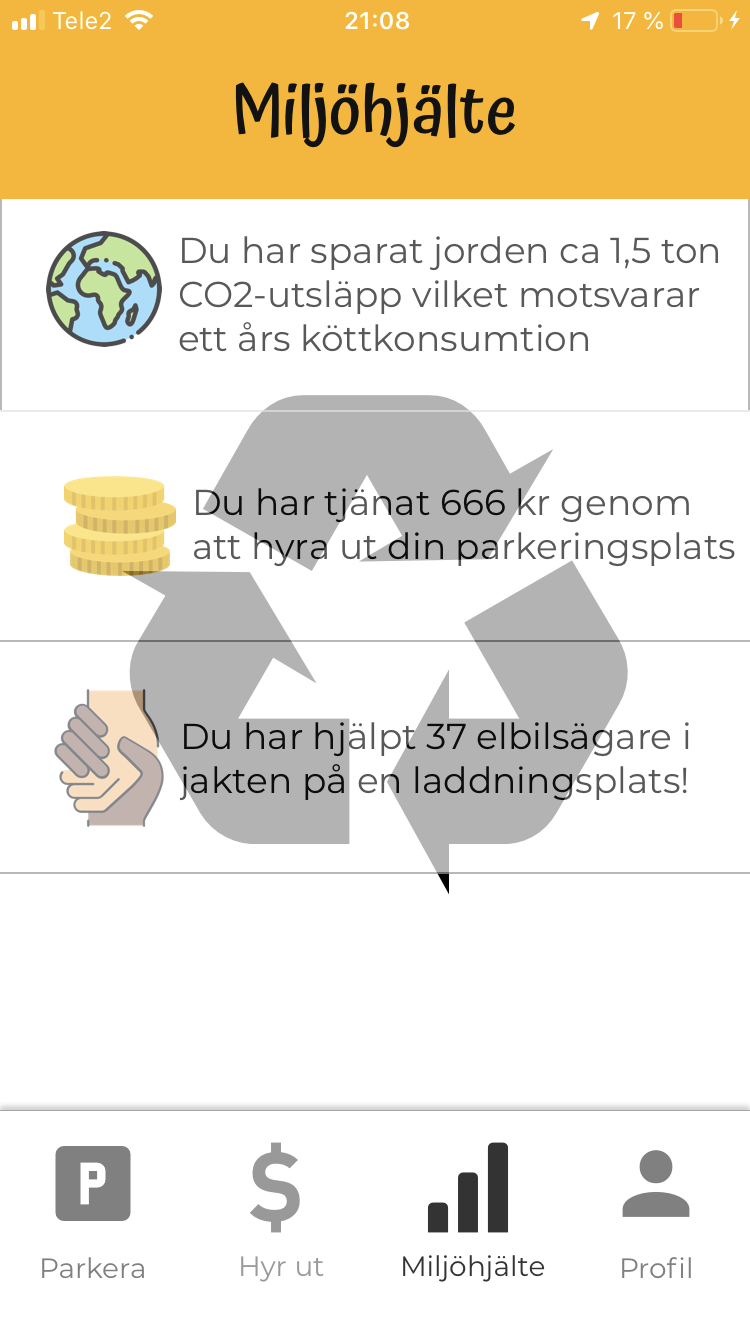 Tele2 21:08 17 %
Miljöhjälte
Du har sparat jorden ca 1,5 ton
CO2-utsläpp vilket motsvarar
ett års köttkonsumtion
Du har tjänat 666 kr genom
att hyra ut din parkeringsplats
Du har hjälpt 37 elbilsägare i
jakten på en laddningsplats!
P $
Parkera Hyr ut Miljöhjälte Profil